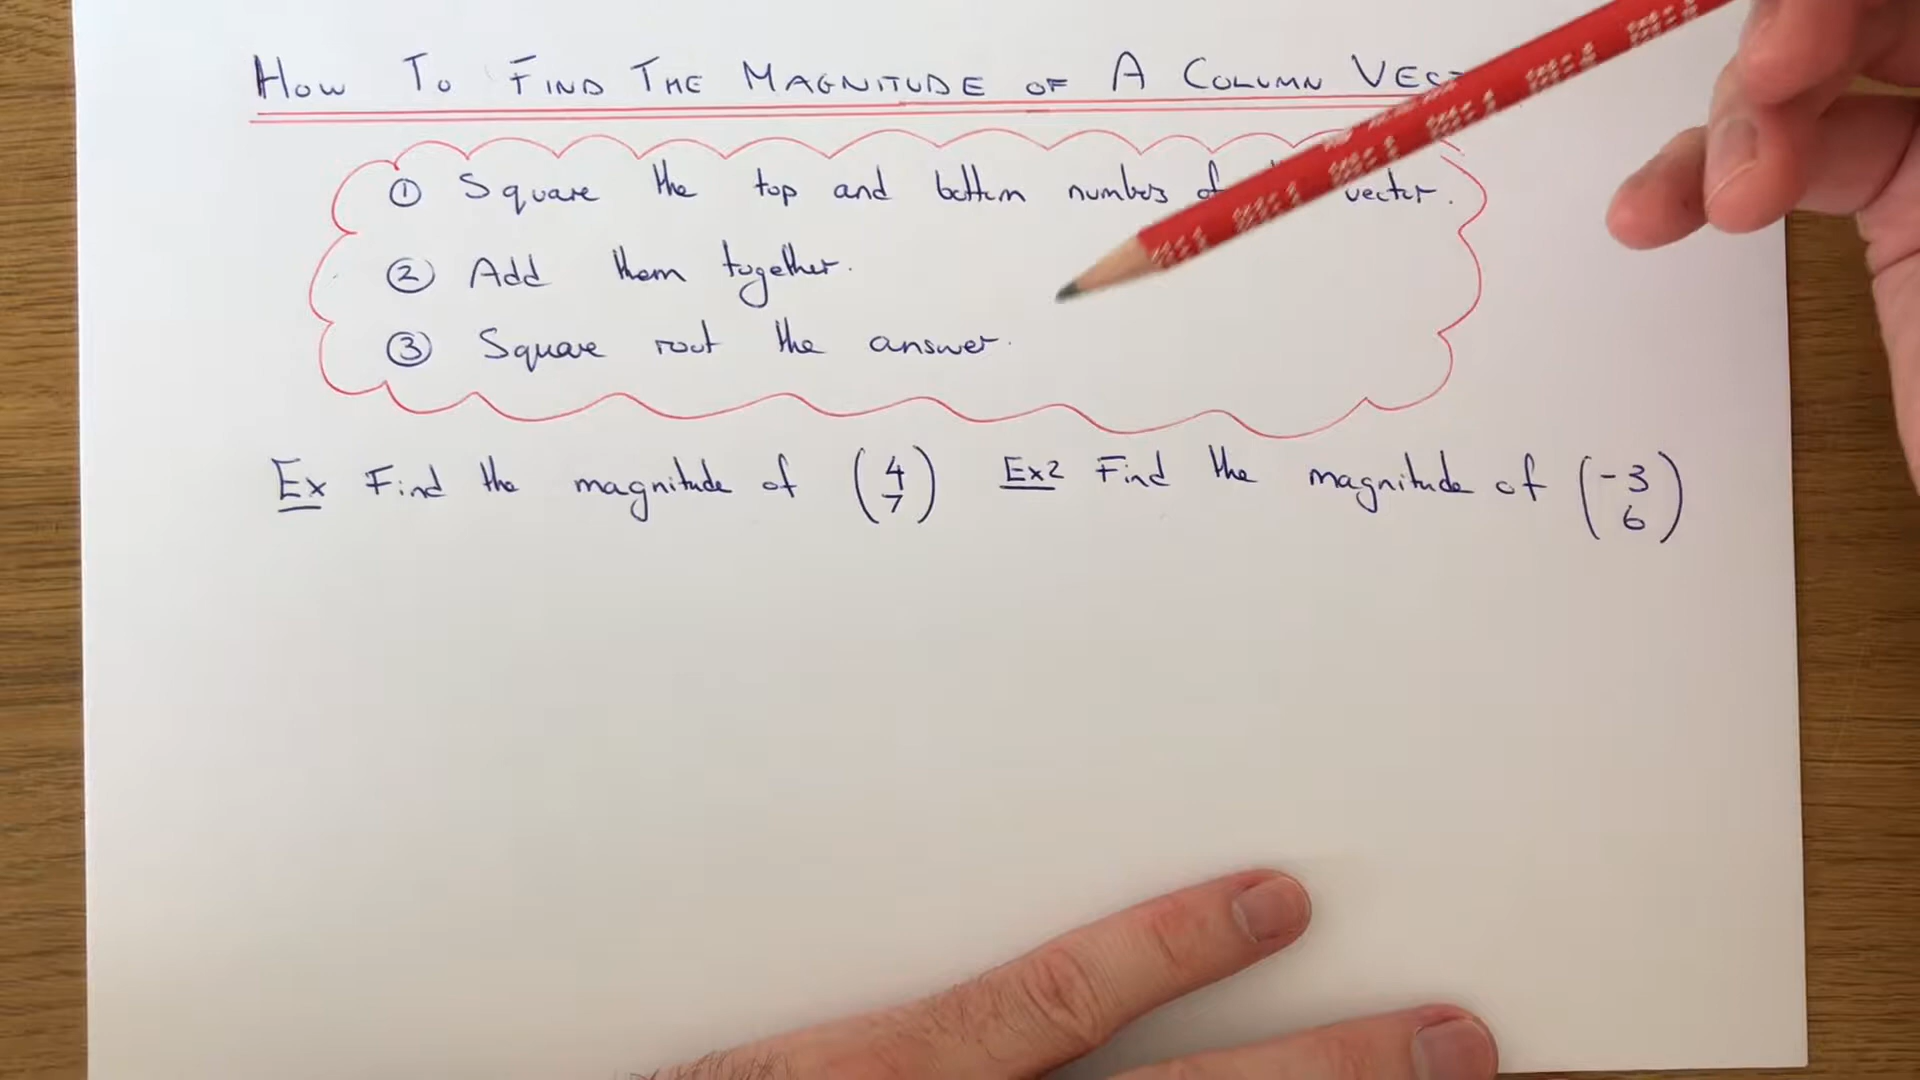 HOW TO FIND THE MAGNITUDE OF A COLUMN
① Square the top and bottom numbers of vector.
② Add them together.
③ Square root the answer.
Ex Find the magnitude of (4 7)
Ex2 Find the magnitude of (-3 6)